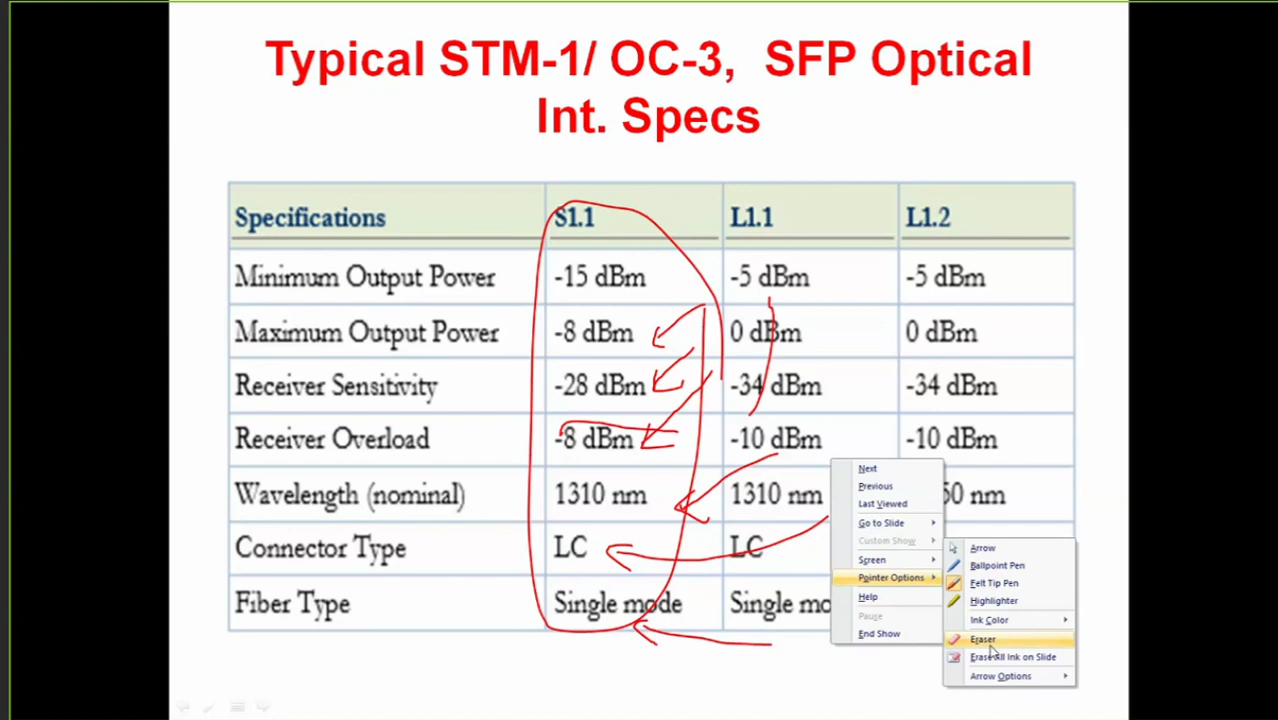 Typical STM-1/ OC-3, SFP Optical
Int. Specs
Specifications S1.1 L1.1 L1.2
Minimum Output Power -15 dBm -5 dBm -5 dBm
Maximum Output Power -8 dBm 0 dBm 0 dBm
Receiver Sensitivity -28 dBm -34 dBm -34 dBm
Receiver Overload -8 dBm -10 dBm -10 dBm
Wavelength (nominal) 1310 nm 1310 nm 50 nm
Connector Type LC LC
Fiber Type Single mode Single mo
Next
Previous
Last Viewed
Go to Slide
Custom Show
Screen
Pointer Options
Help
Pause
End Show
Arrow
Ballpoint Pen
Felt Tip Pen
Highlighter
Ink Color
Eraser
Erase All Ink on Slide
Arrow Options